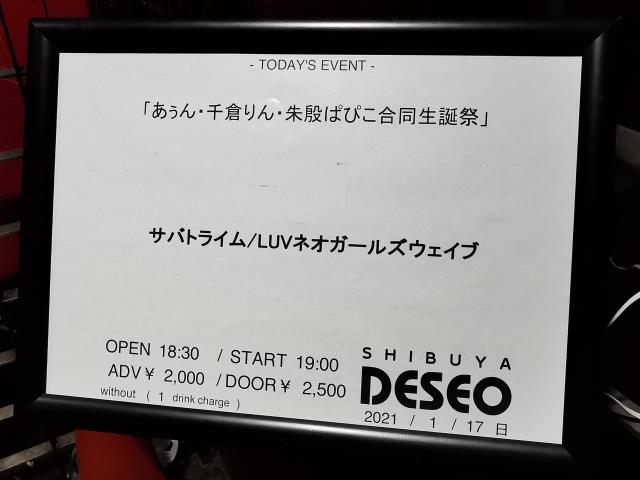 - TODAY'S EVENT -
「あぅん・千倉りん・朱殷ぱぴこ合同生誕祭」
サバトライム/LUVネオガールズウェイブ
OPEN 18:30 / START 19:00
ADV¥ 2,000 / DOOR¥ 2,500
without ( 1 drink charge )
SHIBUYA
DESEO
2021 / 1 / 17 日